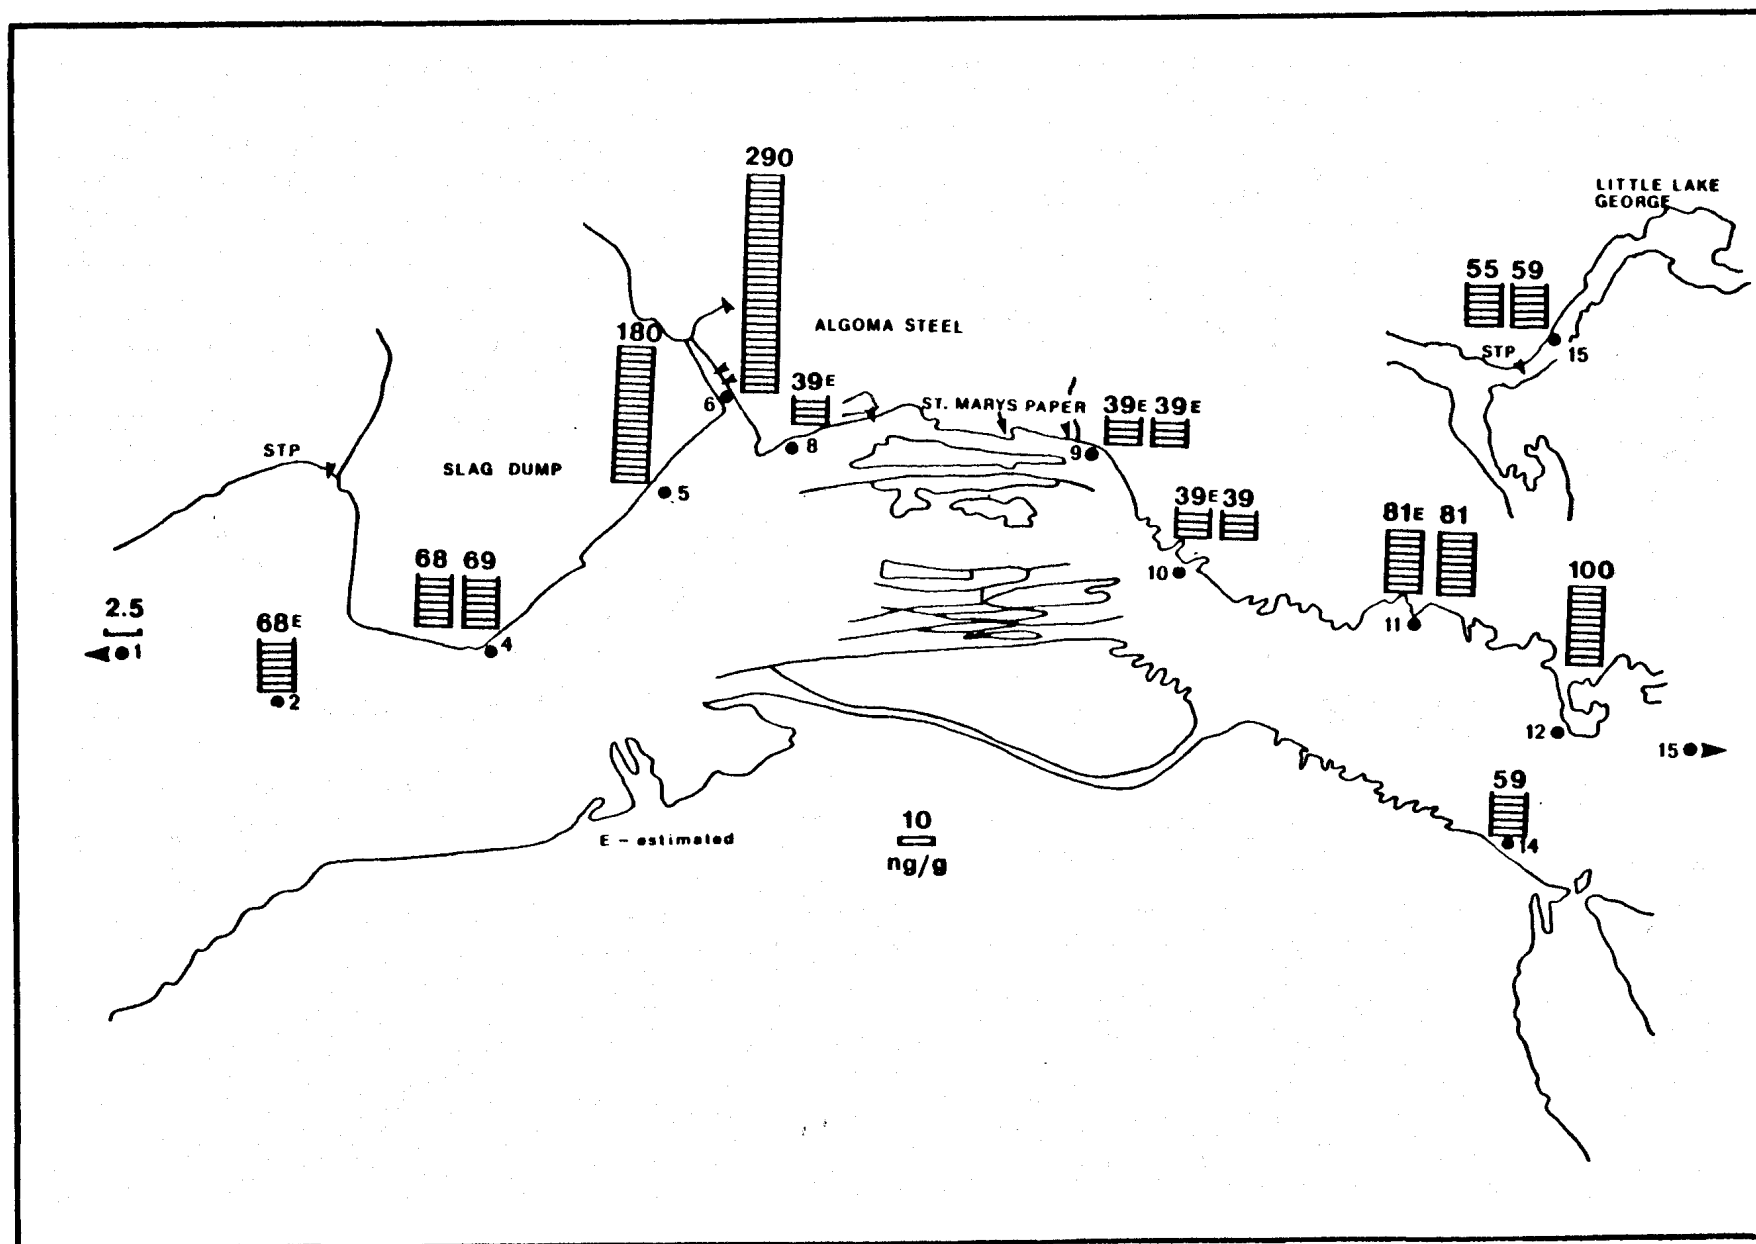 290
LITTLE LAKE
GEORGE
55 59
180
ALGOMA STEEL
STP
15
39E
6
ST. MARYS PAPER
39E 39E
8
9
STP
SLAG DUMP
5
39E 39
81E 81
68 69
10
100
2.5
68E
11
1
4
2
12
15
59
10
E - estimated
14
ng/g